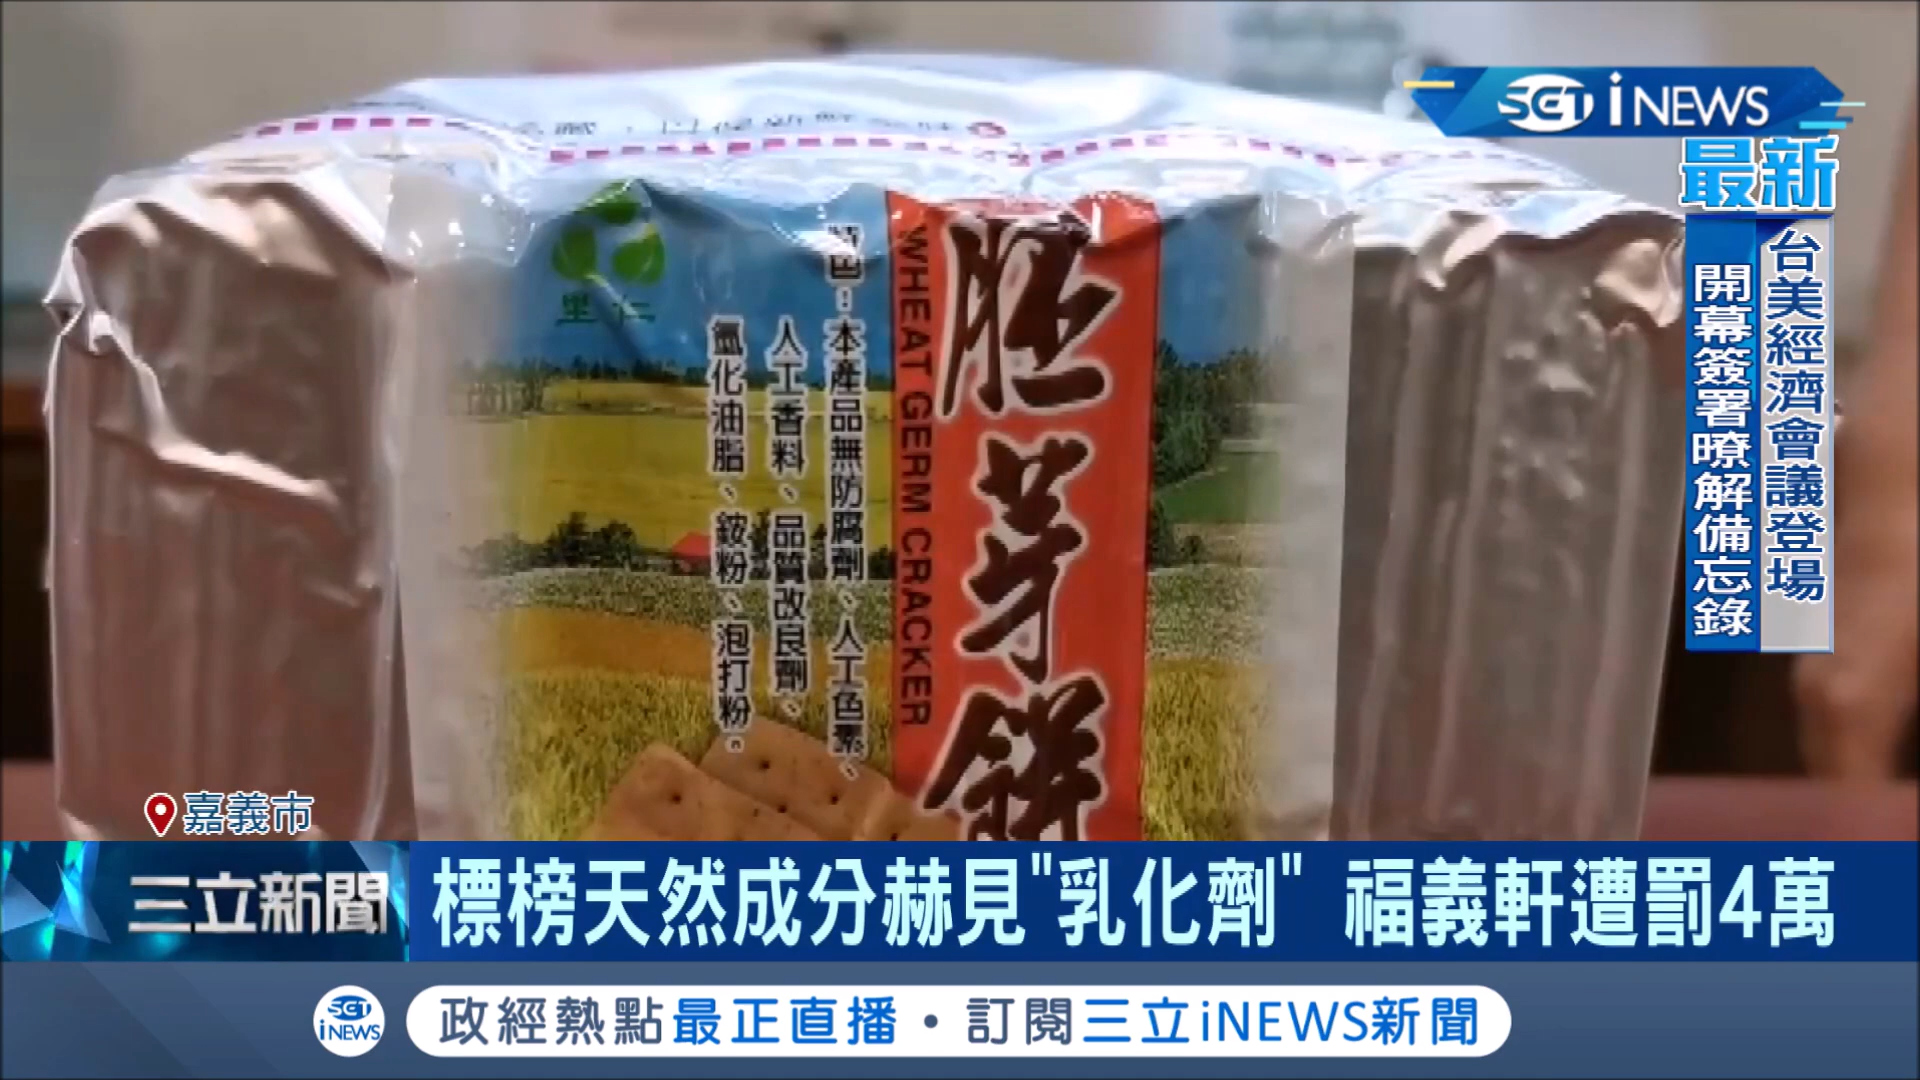 SET iNEWS
最新
台美經濟會議登場
開幕簽署暸解備忘錄
里仁
特色：本產品無防腐劑、人工色素、
人工香料、品質改良劑、
氫化油脂、銨粉、泡打粉。
WHEAT GERM CRACKER
胚芽餅
嘉義市
三立新聞
標榜天然成分赫見"乳化劑" 福義軒遭罰4萬
SET iNEWS
政經熱點最正直播・訂閱三立iNEWS新聞